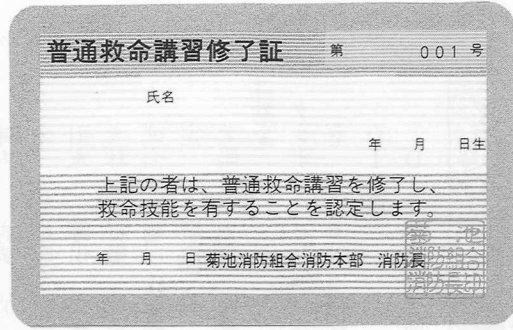 普通救命講習修了証 第 001 号
氏名
年 月 日生
上記の者は、普通救命講習を修了し、
救命技能を有することを認定します。
年 月 日 菊池消防組合消防本部 消防長
菊池
消防組合
消防長印